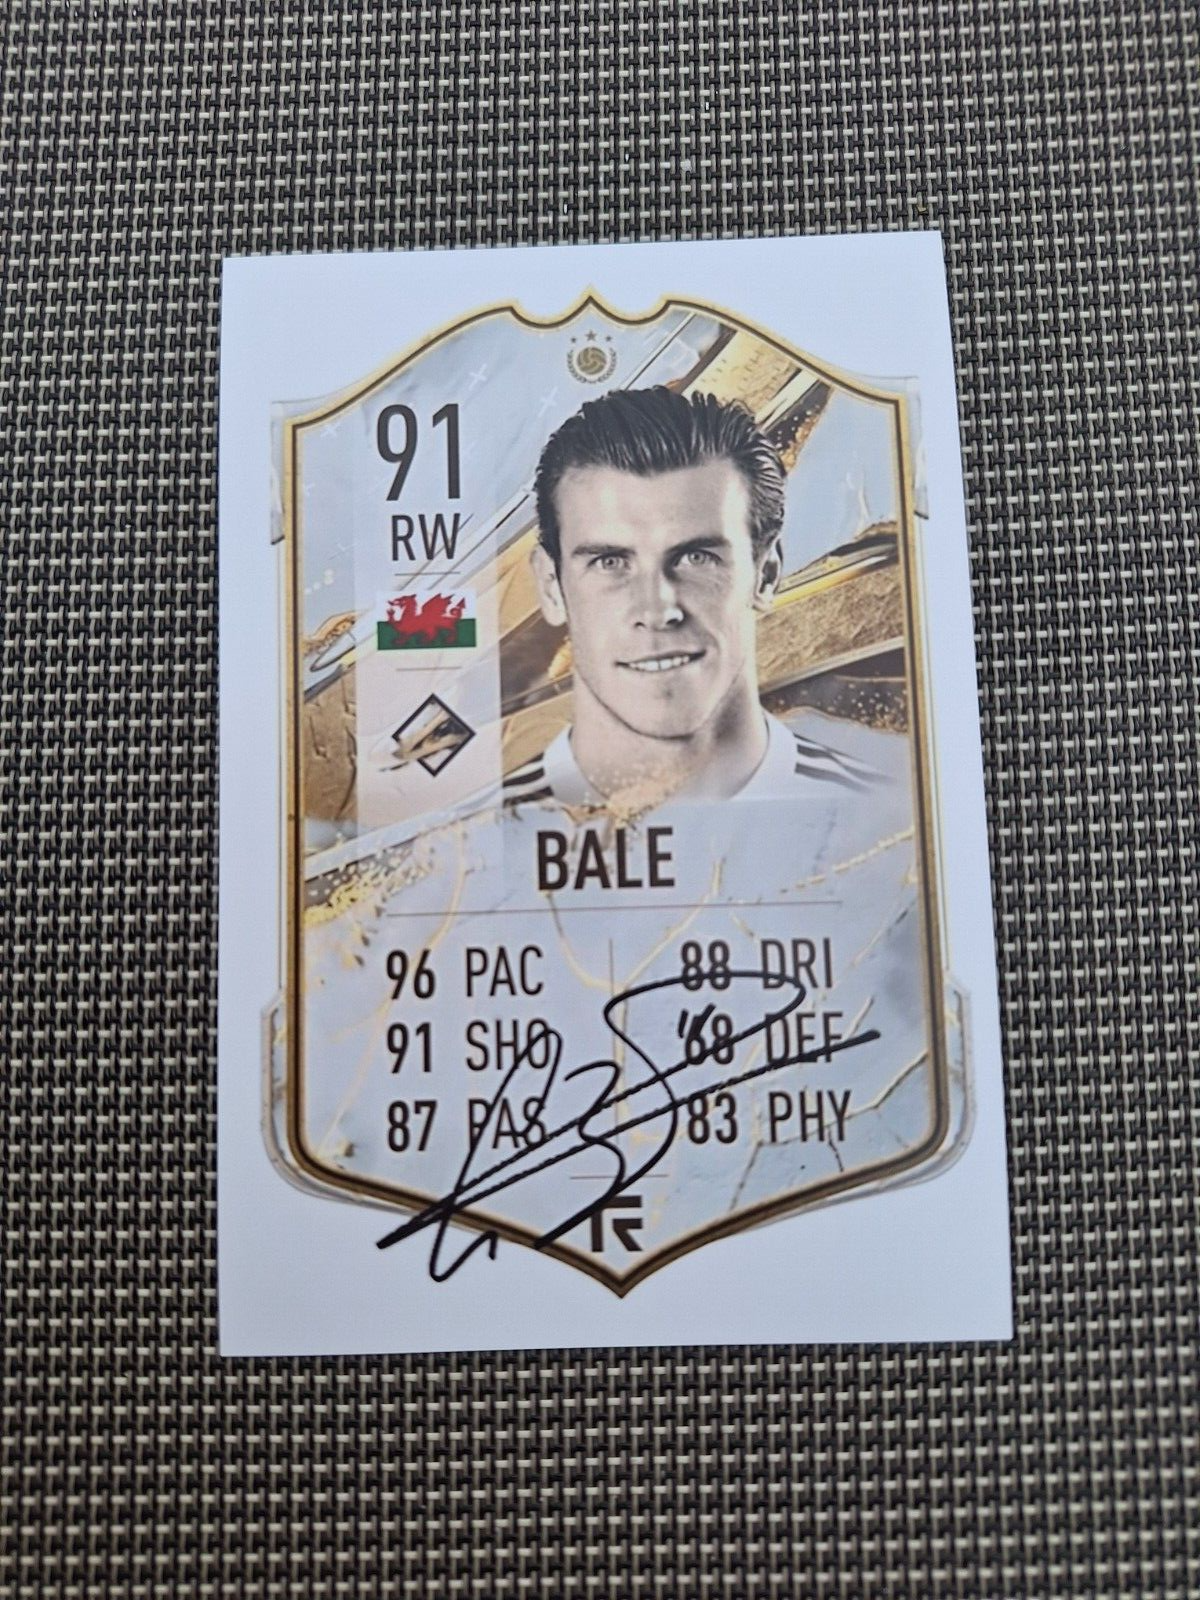 91
RW
BALE
96 PAC 88 DRI
91 SHO 68 DEF
87 PAS 83 PHY